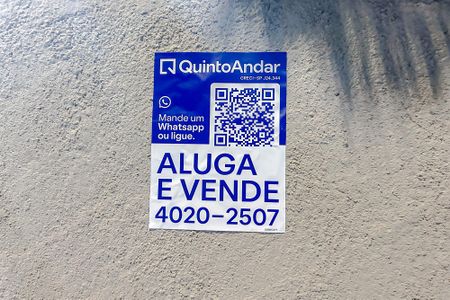 QuintoAndar
CRECI-SP J24.344
Mande um
Whatsapp
ou ligue.
ALUGA
E VENDE
4020-2507